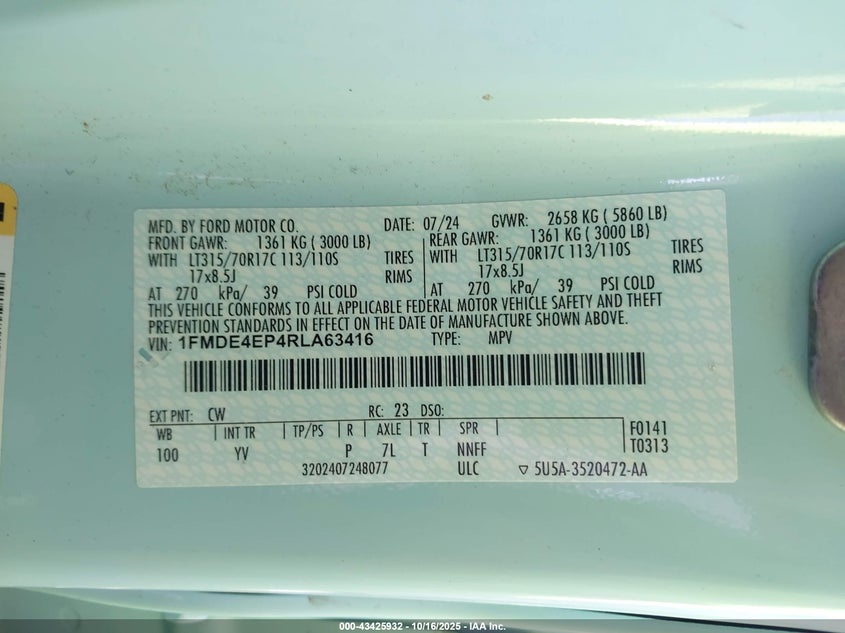 MFD. BY FORD MOTOR CO. DATE: 07/24 GVWR: 2658 KG ( 5860 LB)
FRONT GAWR: 1361 KG ( 3000 LB) REAR GAWR: 1361 KG ( 3000 LB)
WITH LT315/70R17C 113/110S TIRES WITH LT315/70R17C 113/110S TIRES
17x8.5J RIMS 17x8.5J RIMS
AT 270 kPa/ 39 PSI COLD AT 270 kPa/ 39 PSI COLD
THIS VEHICLE CONFORMS TO ALL APPLICABLE FEDERAL MOTOR VEHICLE SAFETY AND THEFT
PREVENTION STANDARDS IN EFFECT ON THE DATE OF MANUFACTURE SHOWN ABOVE.
VIN: 1FMDE4EP4RLA63416 TYPE: MPV
EXT PNT: CW RC: 23 DSO:
WB INT TR TP/PS R AXLE TR SPR F0141
100 YV P 7L T NNFF T0313
3202407248077 ULC ▽ 5U5A-3520472-AA
000-43425932 - 10/16/2025 - IAA Inc.